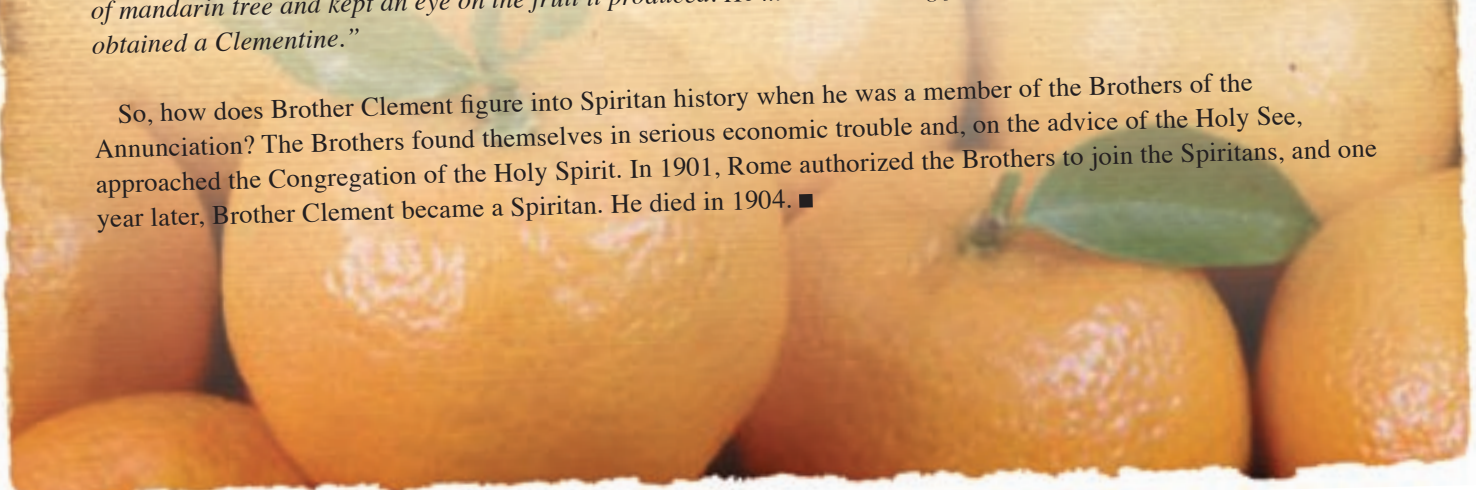 of mandarin tree and kept an eye on the fruit it produced. He
obtained a Clementine.”
So, how does Brother Clement figure into Spiritan history when he was a member of the Brothers of the
Annunciation? The Brothers found themselves in serious economic trouble and, on the advice of the Holy See,
approached the Congregation of the Holy Spirit. In 1901, Rome authorized the Brothers to join the Spiritans, and one
year later, Brother Clement became a Spiritan. He died in 1904. ■